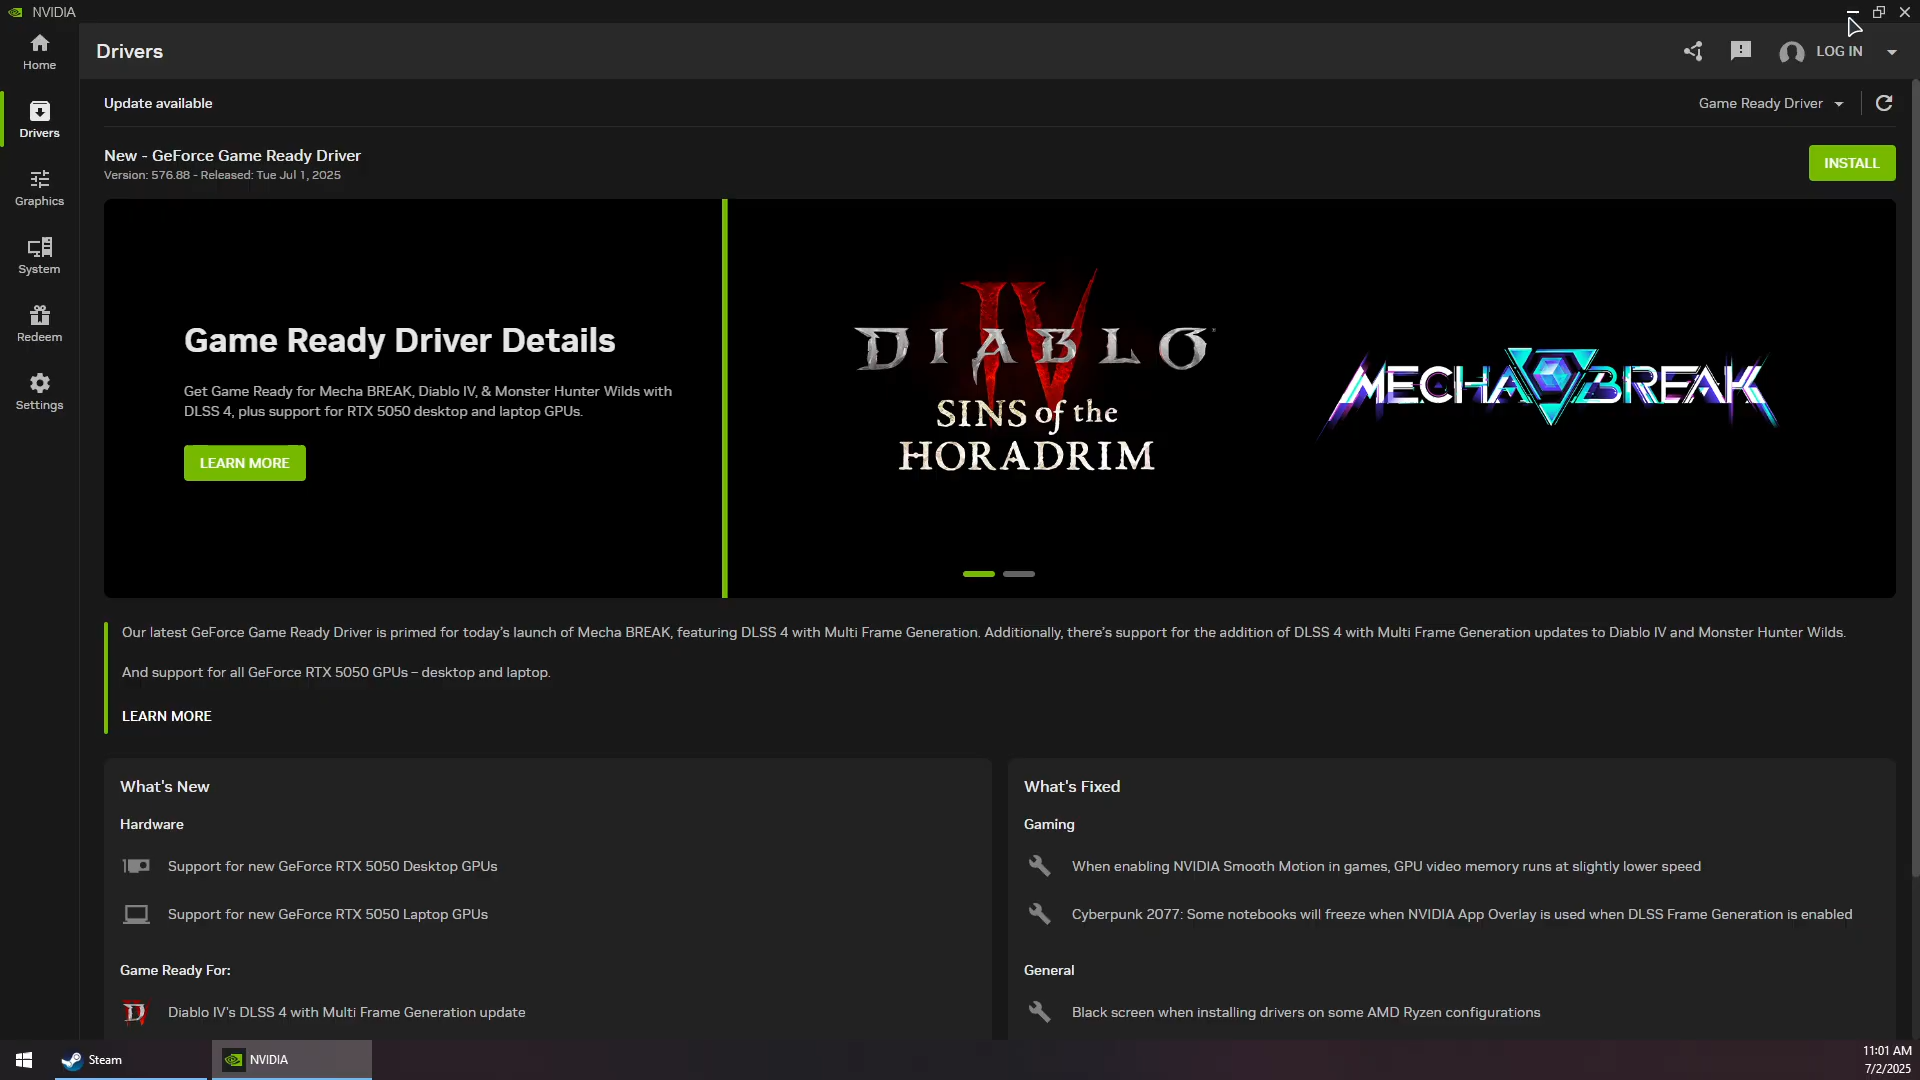 NVIDIA
Home
Drivers
LOG IN
Drivers
Graphics
System
Redeem
Settings
Update available
Game Ready Driver
New - GeForce Game Ready Driver
Version: 576.88 - Released: Tue Jul 1, 2025
INSTALL
Game Ready Driver Details
Get Game Ready for Mecha BREAK, Diablo IV, & Monster Hunter Wilds with
DLSS 4, plus support for RTX 5050 desktop and laptop GPUs.
LEARN MORE
IV
DIABLO
SINS of the
HORADRIM
MECHA BREAK
Our latest GeForce Game Ready Driver is primed for today’s launch of Mecha BREAK, featuring DLSS 4 with Multi Frame Generation. Additionally, there’s support for the addition of DLSS 4 with Multi Frame Generation updates to Diablo IV and Monster Hunter Wilds.
And support for all GeForce RTX 5050 GPUs – desktop and laptop.
LEARN MORE
What's New
Hardware
Support for new GeForce RTX 5050 Desktop GPUs
Support for new GeForce RTX 5050 Laptop GPUs
Game Ready For:
Diablo IV's DLSS 4 with Multi Frame Generation update
What's Fixed
Gaming
When enabling NVIDIA Smooth Motion in games, GPU video memory runs at slightly lower speed
Cyberpunk 2077: Some notebooks will freeze when NVIDIA App Overlay is used when DLSS Frame Generation is enabled
General
Black screen when installing drivers on some AMD Ryzen configurations
Steam
NVIDIA
11:01 AM
7/2/2025